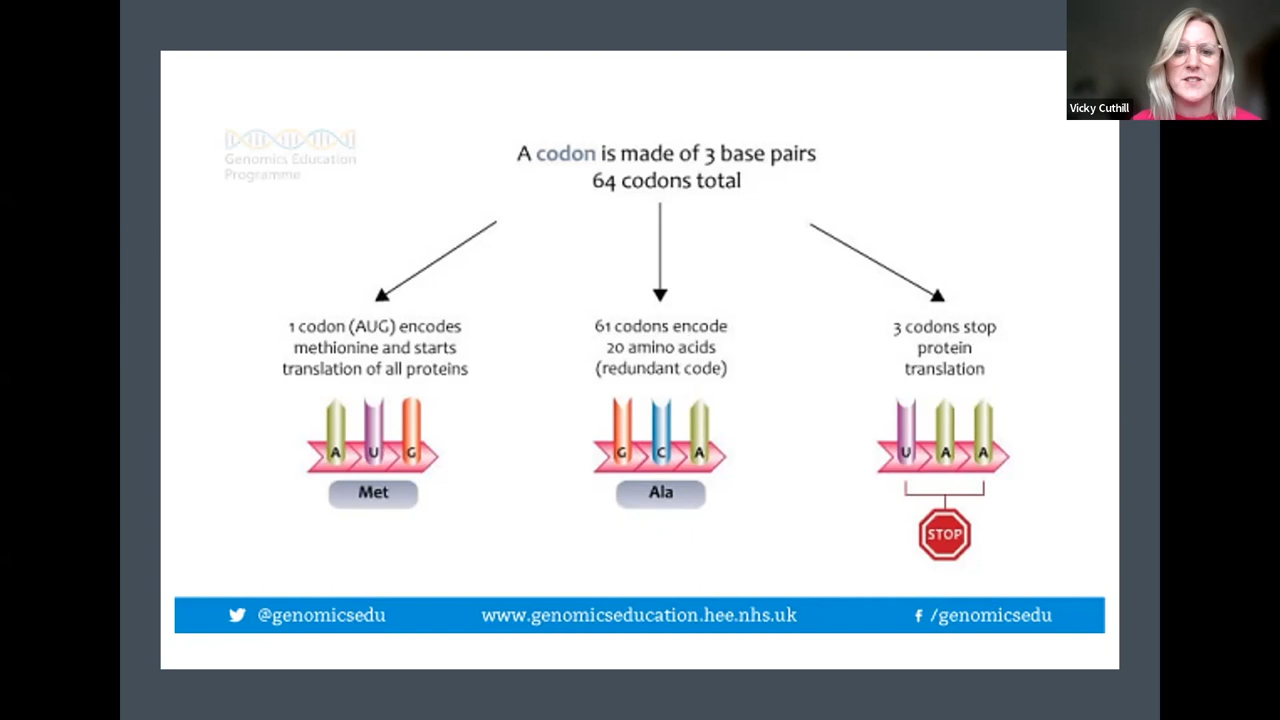 Vicky Cuthill
Genomics Education
Programme
A codon is made of 3 base pairs
64 codons total
1 codon (AUG) encodes
methionine and starts
translation of all proteins
A U G
Met
61 codons encode
20 amino acids
(redundant code)
G C A
Ala
3 codons stop
protein
translation
U A A
STOP
@genomicsedu
www.genomicseducation.hee.nhs.uk
/genomicsedu